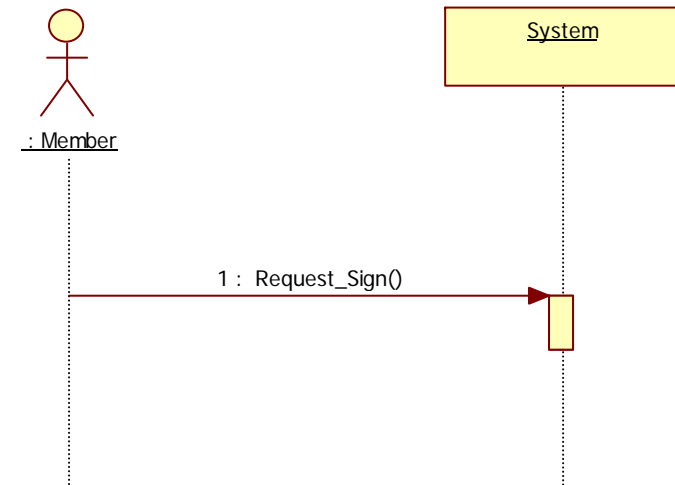 System
: Member
1 : Request_Sign()